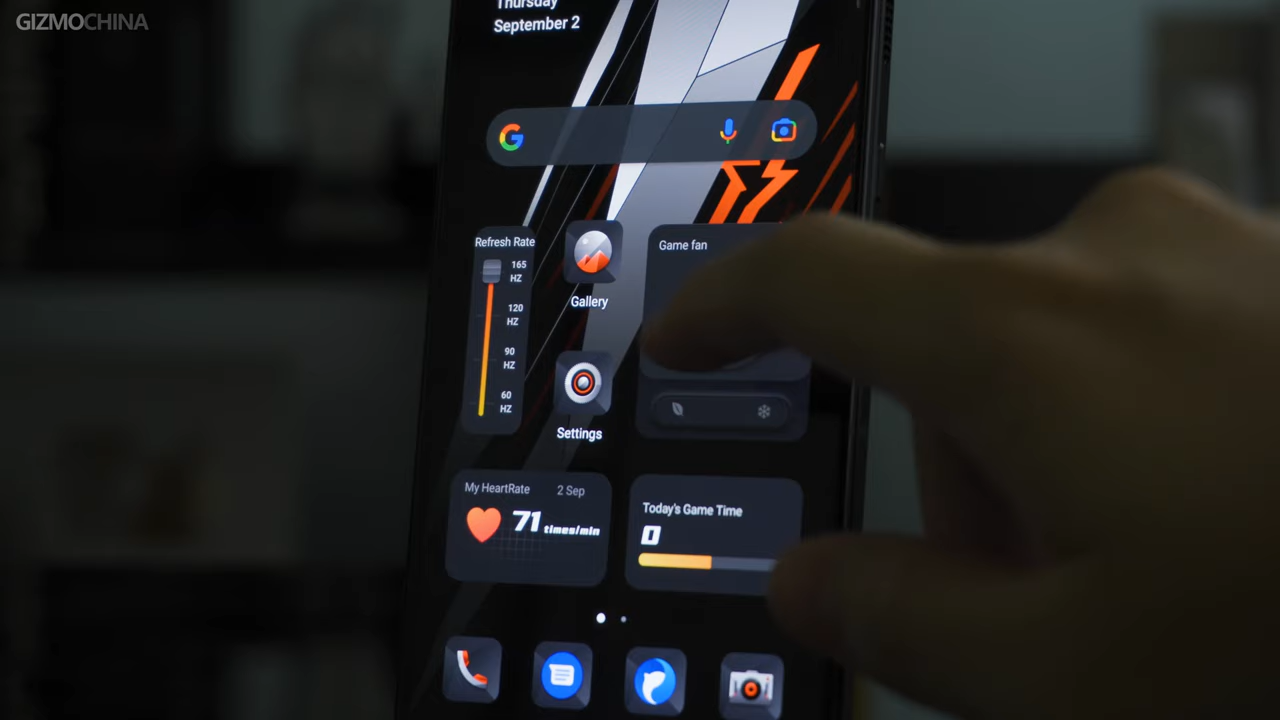 GIZMOCHINA
Thursday
September 2
Refresh Rate
165
HZ
120
HZ
90
HZ
60
HZ
Gallery
Settings
Game fan
My HeartRate
2 Sep
71 times/min
Today's Game Time
0